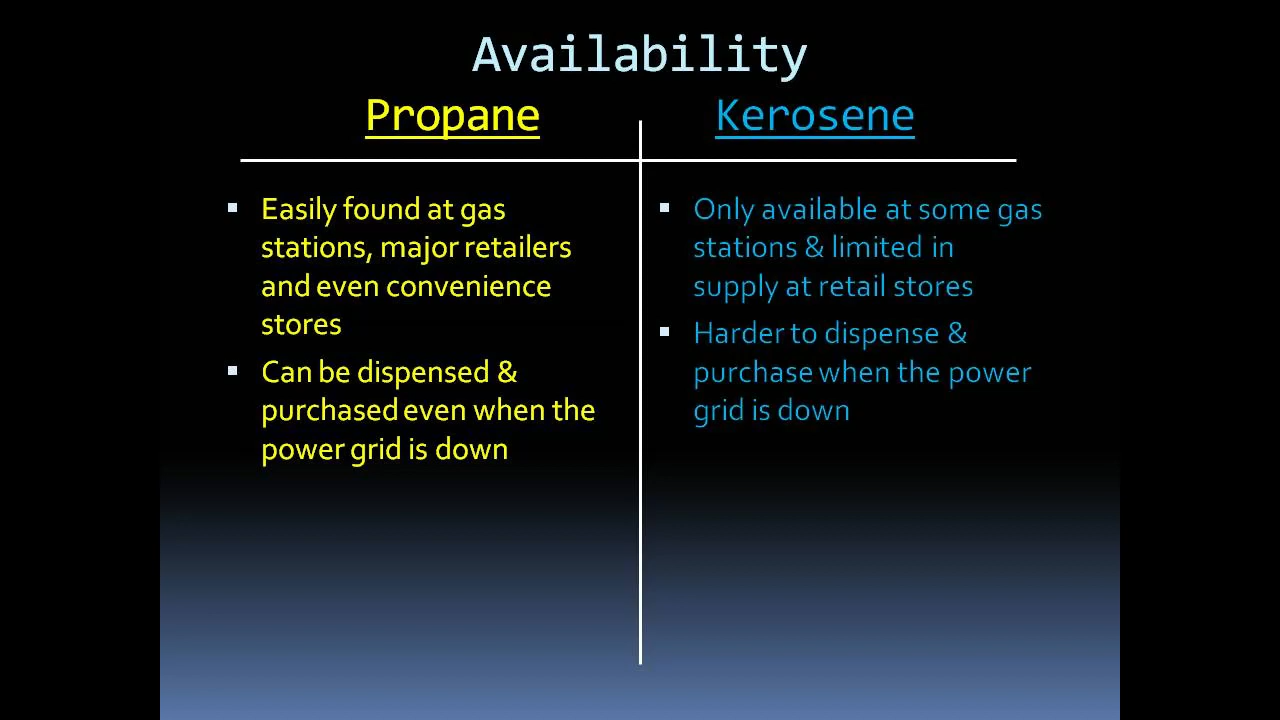 Availability
Propane
Kerosene
▪ Easily found at gas
stations, major retailers
and even convenience
stores
▪ Can be dispensed &
purchased even when the
power grid is down
▪ Only available at some gas
stations & limited in
supply at retail stores
▪ Harder to dispense &
purchase when the power
grid is down